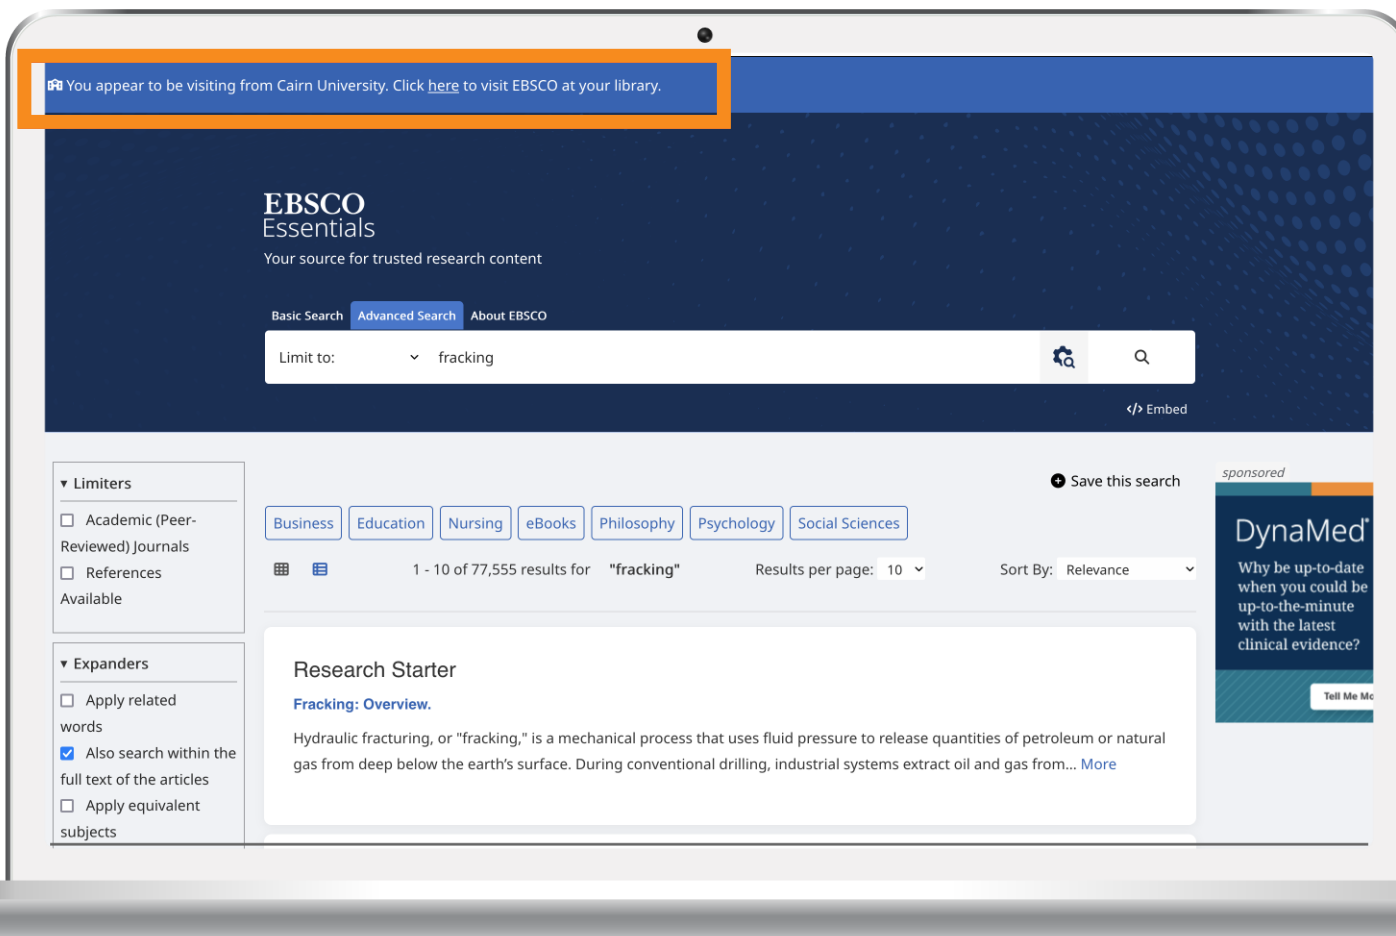 You appear to be visiting from Cairn University. Click here to visit EBSCO at your library.
EBSCO
Essentials
Your source for trusted research content
Basic Search Advanced Search About EBSCO
Limit to: fracking
</> Embed
▾ Limiters
Academic (Peer-
Reviewed) Journals
References
Available
▾ Expanders
Apply related
words
Also search within the
full text of the articles
Apply equivalent
subjects
Save this search
Business Education Nursing eBooks Philosophy Psychology Social Sciences
1 - 10 of 77,555 results for "fracking" Results per page: 10 Sort By: Relevance
Research Starter
Fracking: Overview.
Hydraulic fracturing, or "fracking," is a mechanical process that uses fluid pressure to release quantities of petroleum or natural
gas from deep below the earth's surface. During conventional drilling, industrial systems extract oil and gas from... More
sponsored
DynaMed
Why be up-to-date
when you could be
up-to-the-minute
with the latest
clinical evidence?
Tell Me